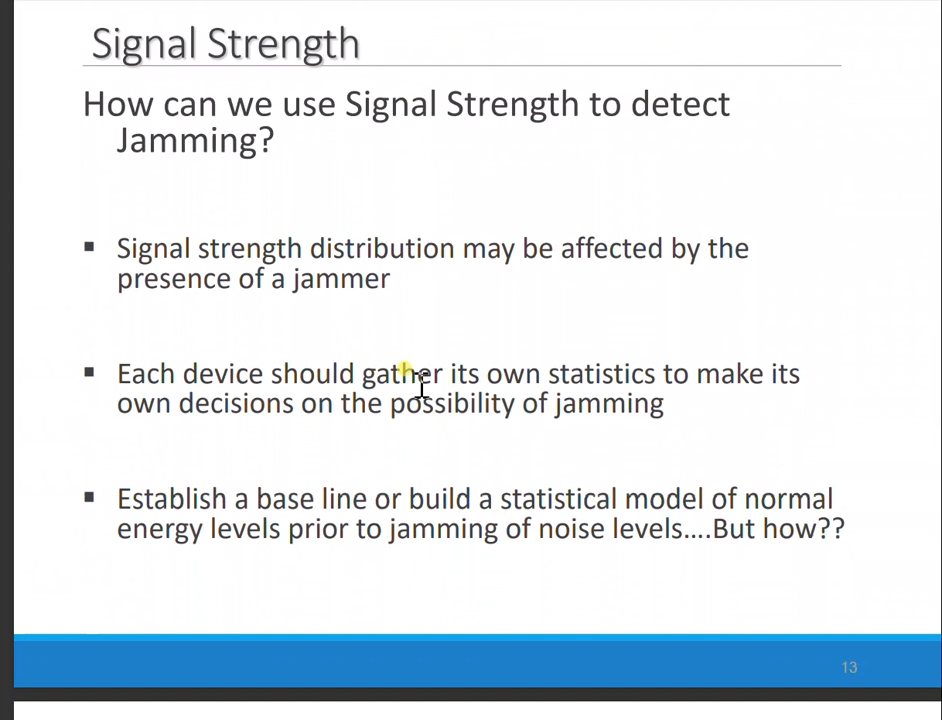 Signal Strength
How can we use Signal Strength to detect
Jamming?
▪ Signal strength distribution may be affected by the
presence of a jammer
▪ Each device should gather its own statistics to make its
own decisions on the possibility of jamming
▪ Establish a base line or build a statistical model of normal
energy levels prior to jamming of noise levels....But how??
13